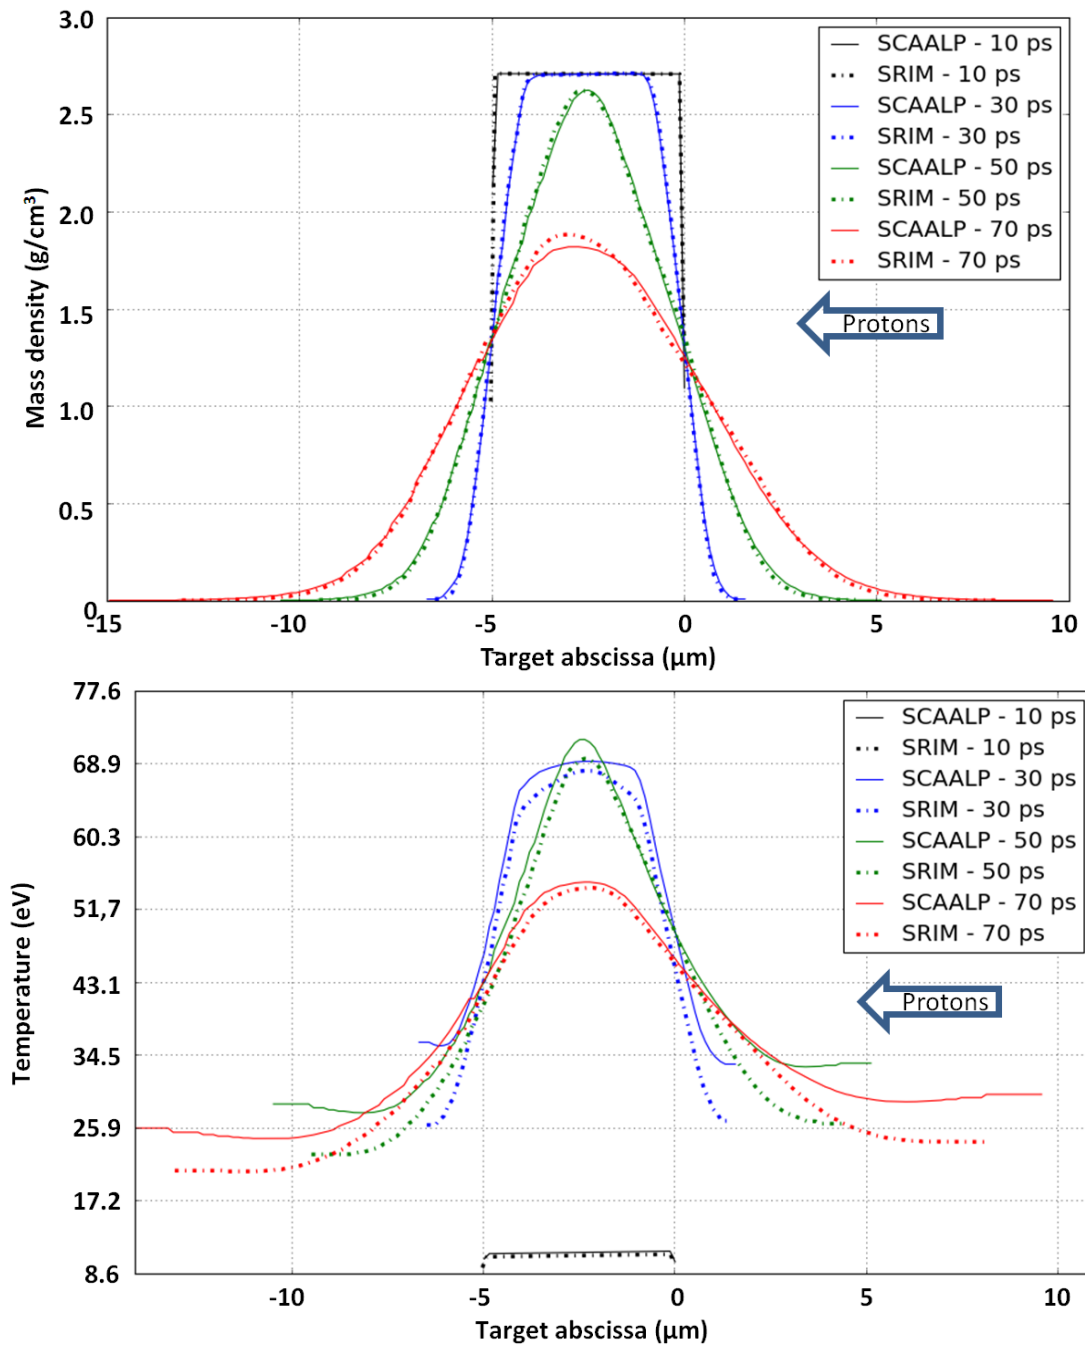 3.0
2.5
2.0
1.5
1.0
0.5
0
Mass density (g/cm³)
SCAALP - 10 ps
SRIM - 10 ps
SCAALP - 30 ps
SRIM - 30 ps
SCAALP - 50 ps
SRIM - 50 ps
SCAALP - 70 ps
SRIM - 70 ps
Protons
-15 -10 -5 0 5 10
Target abscissa (μm)
77.6
68.9
60.3
51.7
43.1
34.5
25.9
17.2
8.6
Temperature (eV)
SCAALP - 10 ps
SRIM - 10 ps
SCAALP - 30 ps
SRIM - 30 ps
SCAALP - 50 ps
SRIM - 50 ps
SCAALP - 70 ps
SRIM - 70 ps
Protons
-10 -5 0 5 10
Target abscissa (μm)